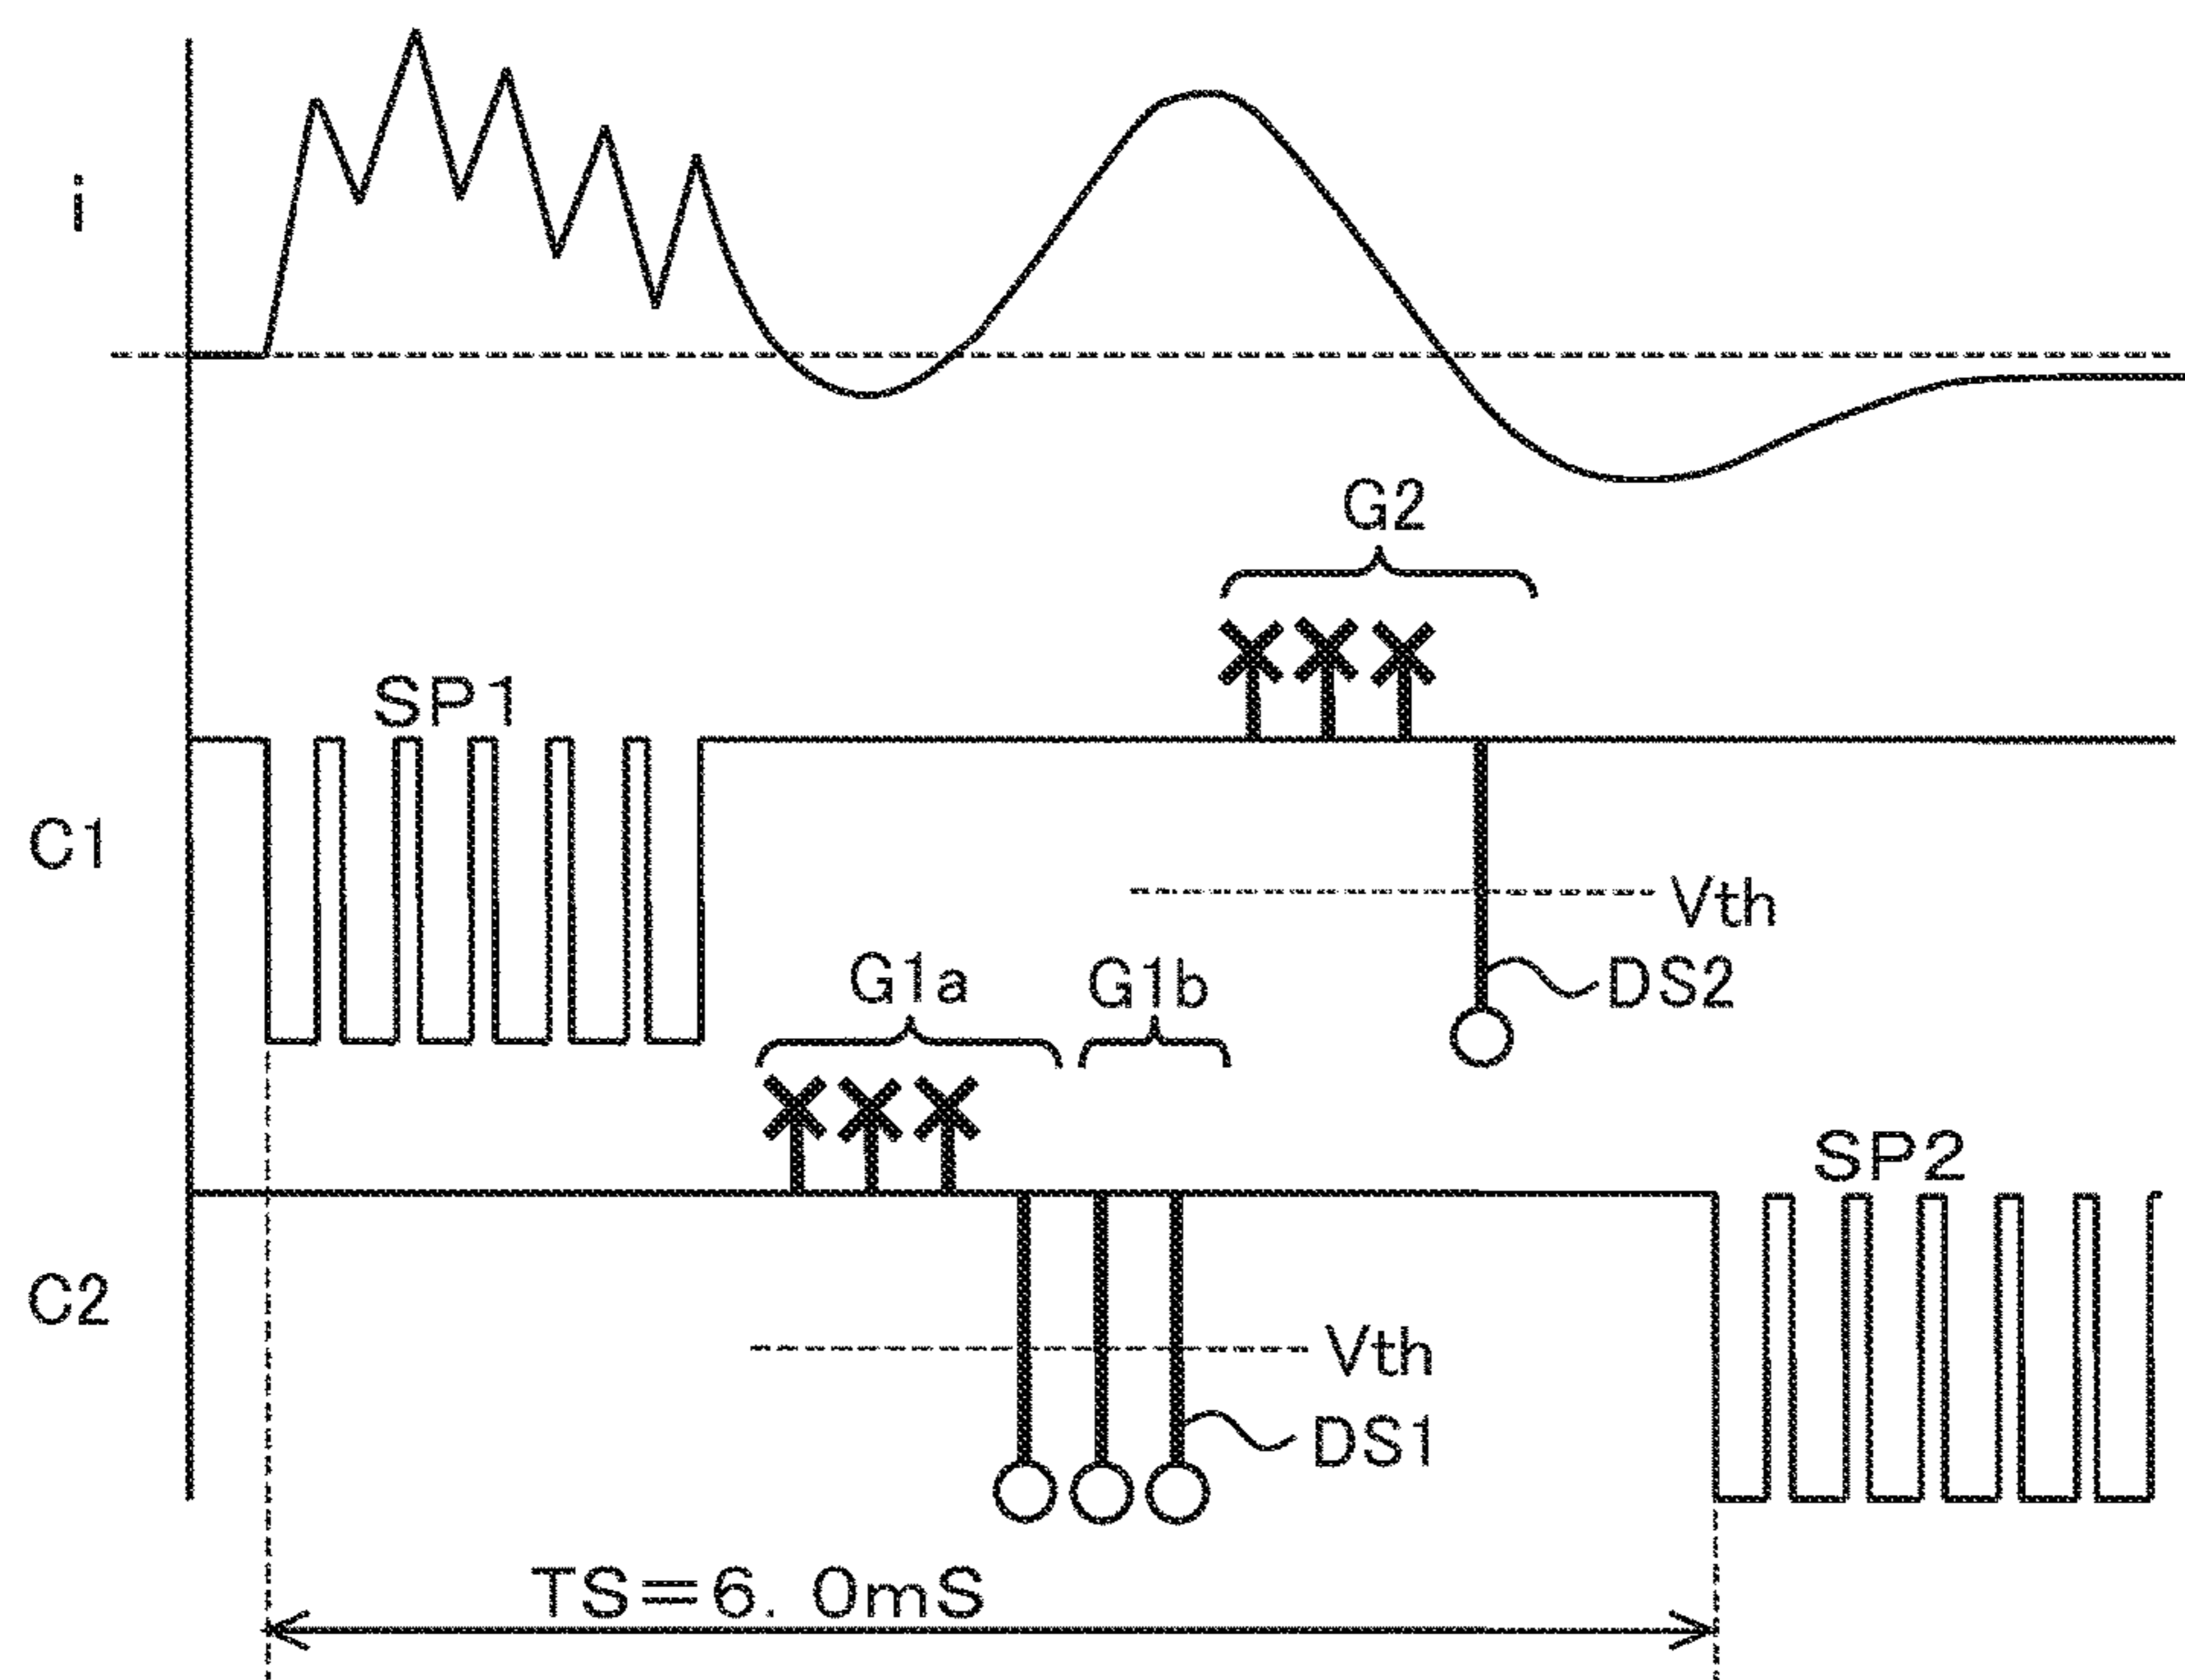 i
G2
SP1
C1
Vth
G1a
G1b
DS2
SP2
C2
Vth
DS1
TS=6. 0mS